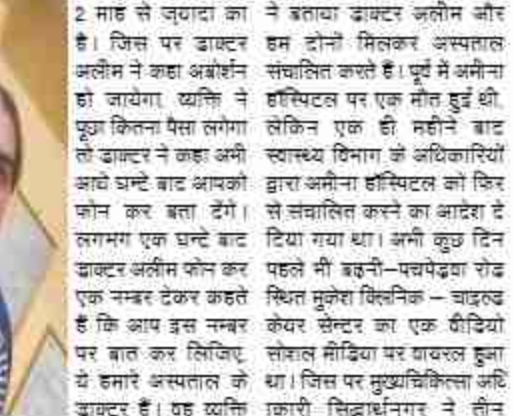 2 माह से ज्यादा का
है। जिस पर डाक्टर
अलीम ने कहा अबोर्शन
हो जायेगा, व्यक्ति ने
पूछा कितना पैसा लगेगा
तो डाक्टर ने कहा अभी
आधे घन्टे बाद आपको
फोन कर बता देंगे।
लगभग एक घन्टे बाद
डाक्टर अलीम फोन कर
एक नम्बर देकर कहते
हैं कि आप इस नम्बर
पर बात कर लिजिए,
ये हमारे अस्पताल के
डाक्टर हैं। वह व्यक्ति
ने बताया डाक्टर अलीम और
हम दोनों मिलकर अस्पताल
संचालित करते हैं। पूर्व में अमीना
हॉस्पिटल पर एक मौत हुई थी,
लेकिन एक ही महीने बाद
स्वास्थ्य विभाग के अधिकारियों
द्वारा अमीना हॉस्पिटल को फिर
से संचालित करने का आदेश दे
दिया गया था। अभी कुछ दिन
पहले भी बढ़नी–पचपेड़वा रोड
स्थित मुकेश क्लिनिक – चाइल्ड
केयर सेन्टर का एक वीडियो
सोशल मीडिया पर वायरल हुआ
था। जिस पर मुख्यचिकित्सा अधि
कारी सिद्धार्थनगर ने तीन